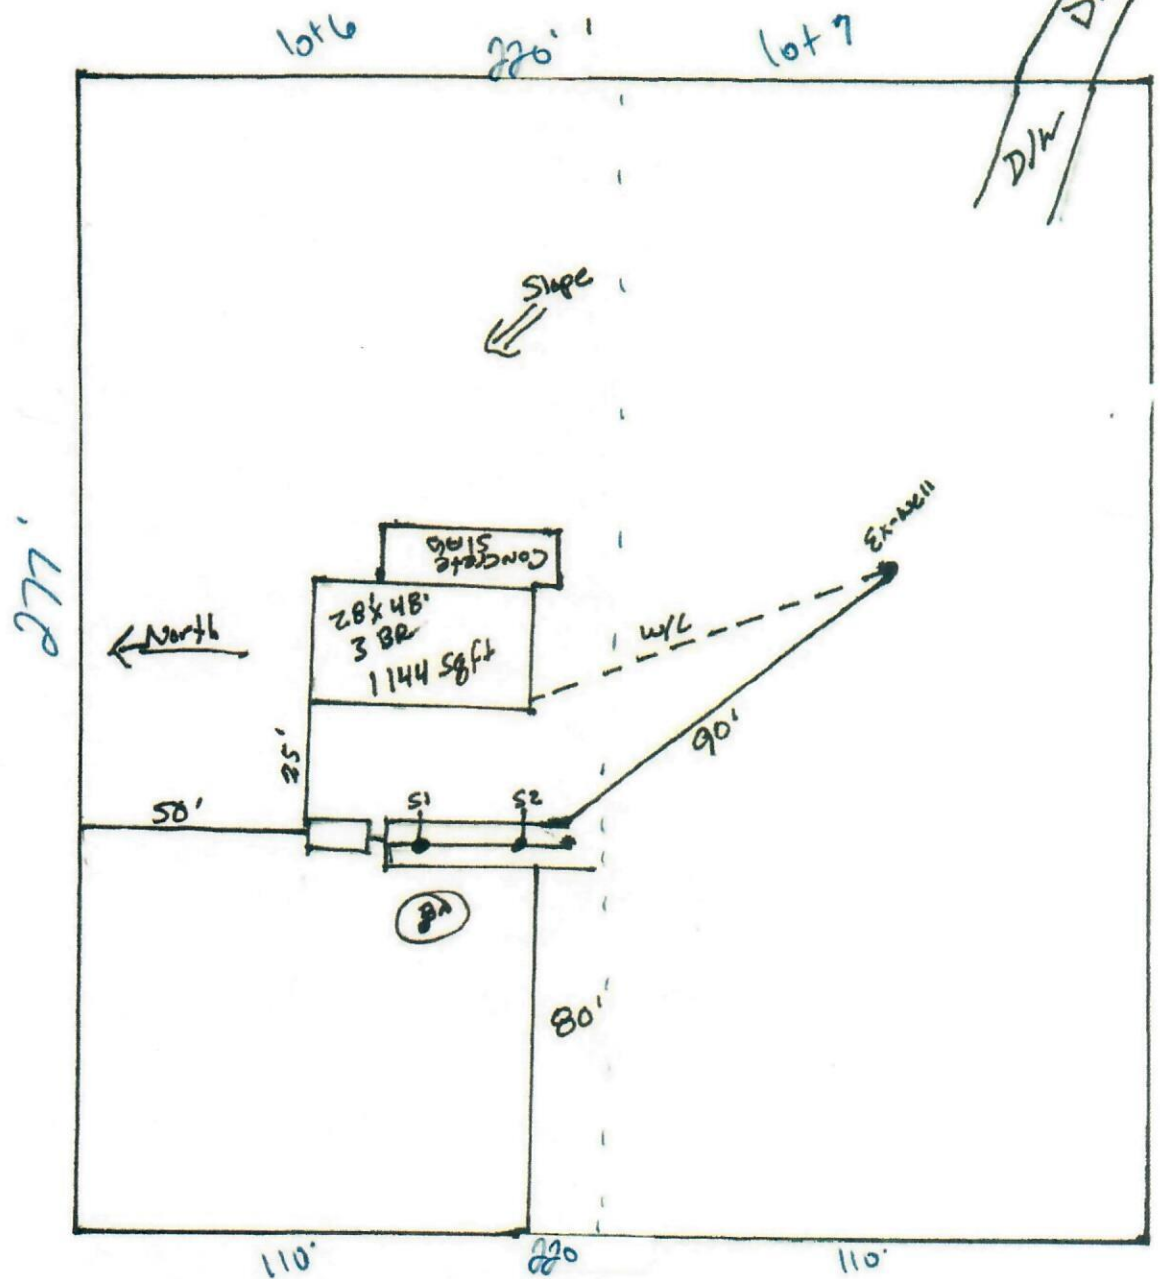 lot 6
220'
lot 7
D/W
Slope
277'
Ex-well
Concrete
Slab
28'x48'
3 BR
1144 sqft
North
W/L
90'
25'
50'
S1
S2
80'
110'
220
110'